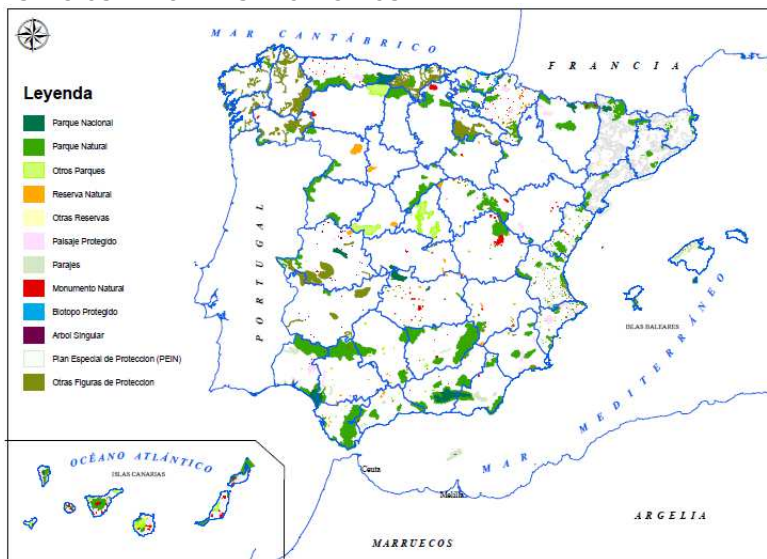 MAR CANTÁBRICO
FRANCIA
Leyenda
Parque Nacional
Parque Natural
Otros Parques
Reserva Natural
Otras Reservas
Paisaje Protegido
Parajes
Monumento Natural
Biotopo Protegido
Arbol Singular
Plan Especial de Protección (PEIN)
Otras Figuras de Proteccion
PORTUGAL
ISLAS BALEARES
MAR MEDITERRÁNEO
OCÉANO ATLÁNTICO
ISLAS CANARIAS
Ceuta
Melilla
ARGELIA
MARRUECOS